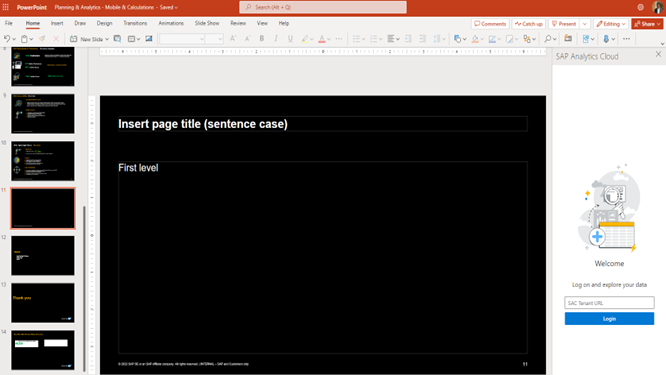 PowerPoint Planning & Analytics - Mobile & Calculations - Saved
Search (Alt + Q)
File Home Insert Draw Design Transitions Animations Slide Show Review View Help
Comments Catch up Present Editing Share
New Slide
SAP Analytics Cloud
8
9
10
11
12
13
Thank you
14
Insert page title (sentence case)
First level
© 2022 SAP SE or an SAP affiliate company. All rights reserved. | INTERNAL – SAP and Customers only
11
Welcome
Log on and explore your data
SAC Tenant URL
Login